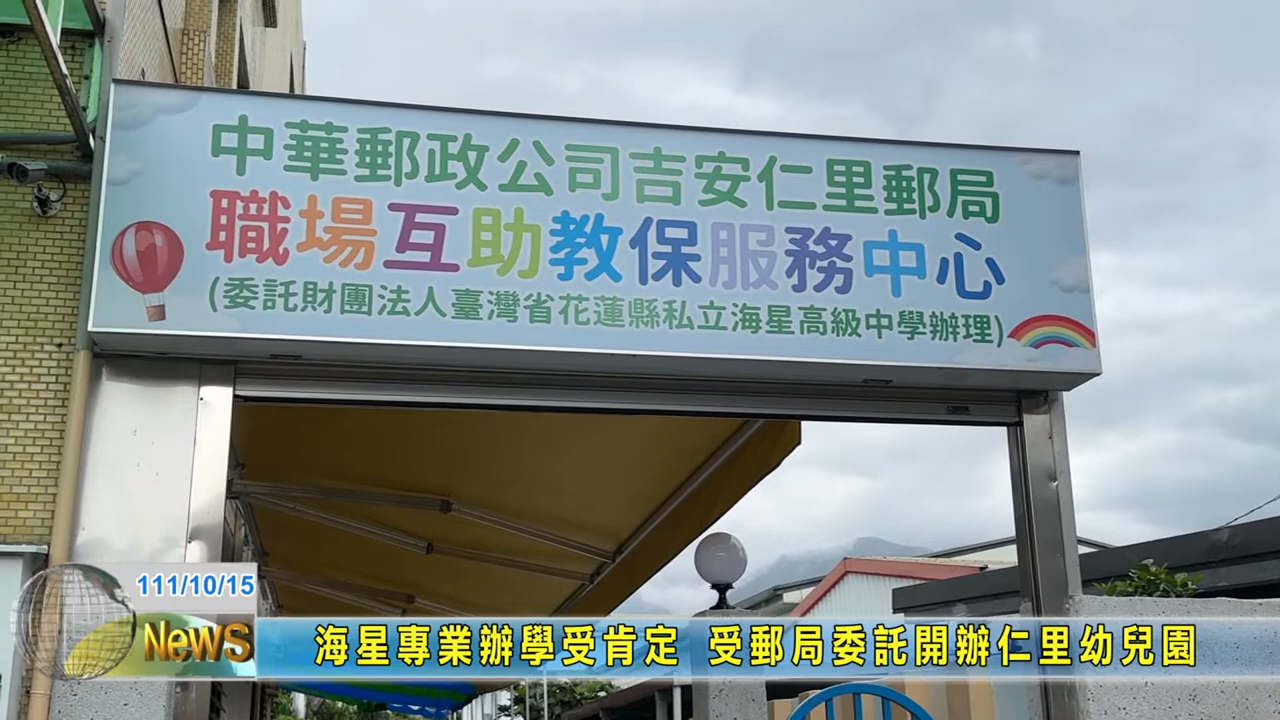 中華郵政公司吉安仁里郵局
職場互助教保服務中心
(委託財團法人臺灣省花蓮縣私立海星高級中學辦理)
111/10/15
News
海星專業辦學受肯定 受郵局委託開辦仁里幼兒園